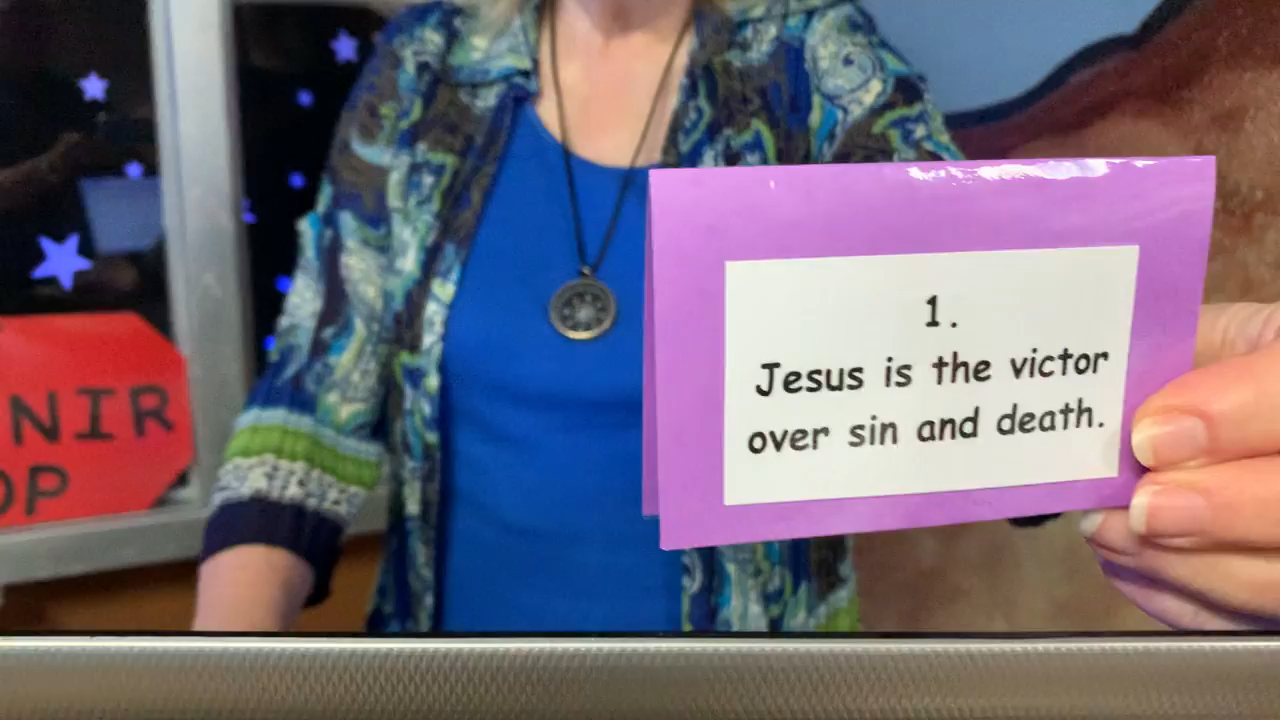 NIR
OP
1.
Jesus is the victor
over sin and death.